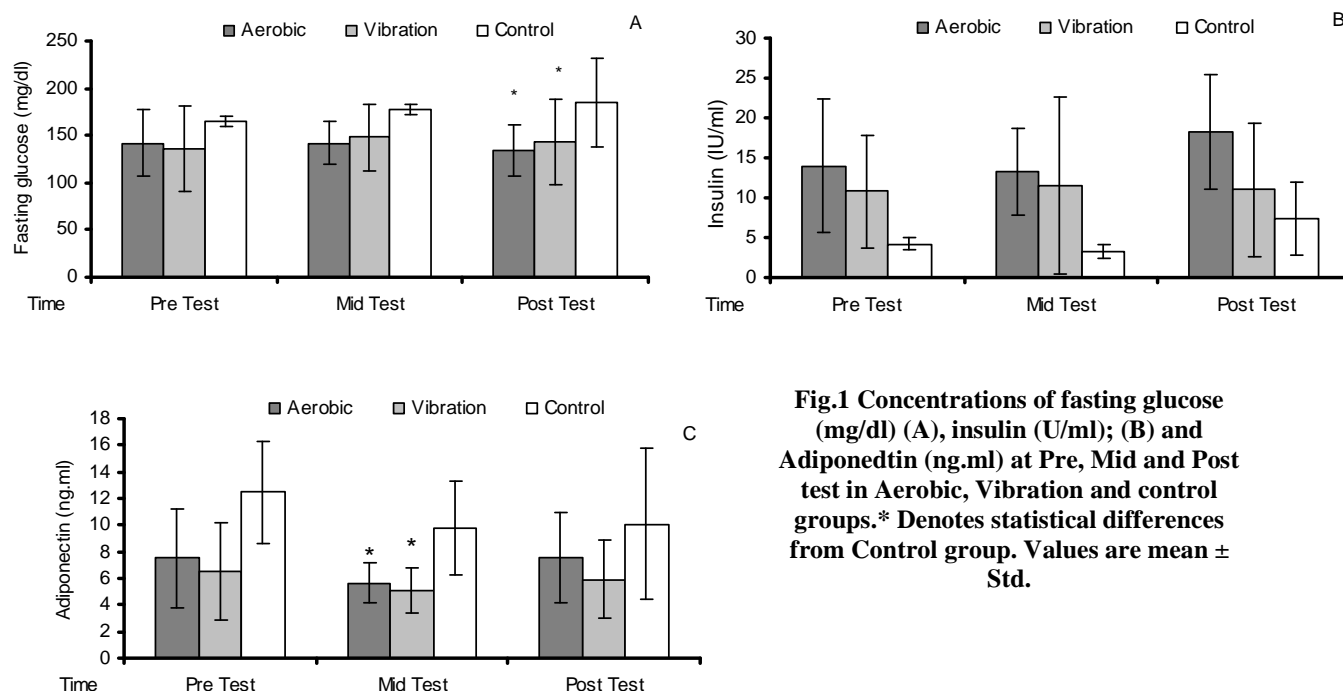 Aerobic Vibration Control
A
Fasting glucose (mg/dl)
250
200
150
100
50
0
* *
Time Pre Test Mid Test Post Test
Aerobic Vibration Control
B
Insulin (IU/ml)
30
25
20
15
10
5
0
Time Pre Test Mid Test Post Test
Aerobic Vibration Control
C
Adiponectin (ng.ml)
18
16
14
12
10
8
6
4
2
0
* *
Time Pre Test Mid Test Post Test
Fig.1 Concentrations of fasting glucose
(mg/dl) (A), insulin (U/ml); (B) and
Adiponedtin (ng.ml) at Pre, Mid and Post
test in Aerobic, Vibration and control
groups.* Denotes statistical differences
from Control group. Values are mean ±
Std.